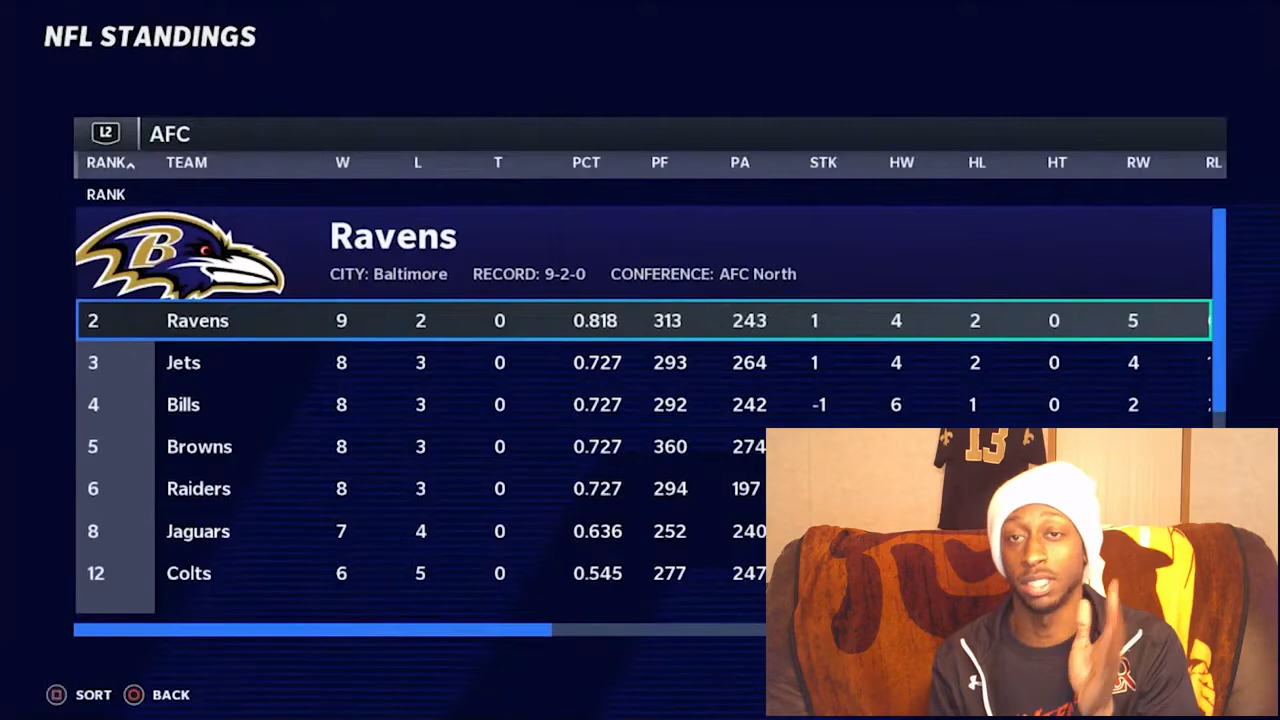 NFL STANDINGS
L2 AFC
RANK TEAM W L T PCT PF PA STK HW HL HT RW RL
RANK
B
Ravens
CITY: Baltimore RECORD: 9-2-0 CONFERENCE: AFC North
2 Ravens 9 2 0 0.818 313 243 1 4 2 0 5
3 Jets 8 3 0 0.727 293 264 1 4 2 0 4
4 Bills 8 3 0 0.727 292 242 -1 6 1 0 2
5 Browns 8 3 0 0.727 360 274
6 Raiders 8 3 0 0.727 294 197
8 Jaguars 7 4 0 0.636 252 240
12 Colts 6 5 0 0.545 277 247
13
SORT BACK